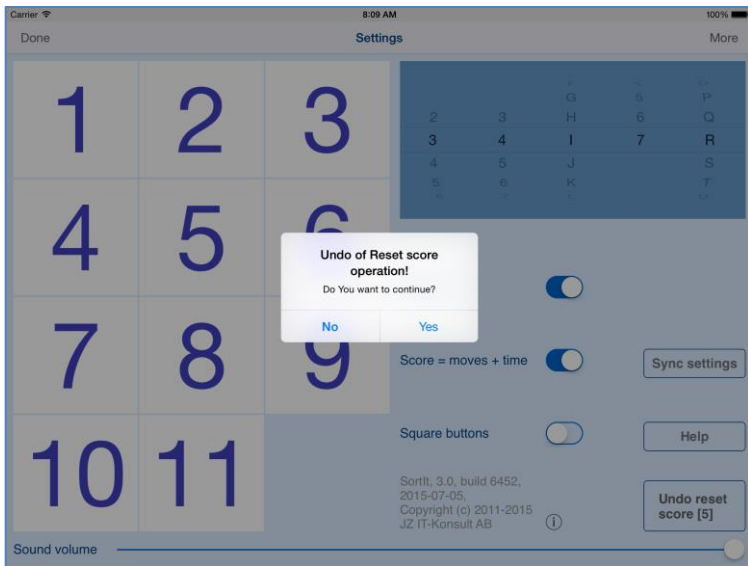 Carrier 8:09 AM 100%
Done Settings More
1 2 3
4 5 6
7 8 9
10 11
G 5 P
2 3 H 6 Q
3 4 I 7 R
4 5 J S
5 6 K T
Undo of Reset score
operation!
Do You want to continue?
No Yes
Score = moves + time
Sync settings
Square buttons
Help
SortIt, 3.0, build 6452,
2015-07-05,
Copyright (c) 2011-2015
JZ IT-Konsult AB
Undo reset
score [5]
Sound volume